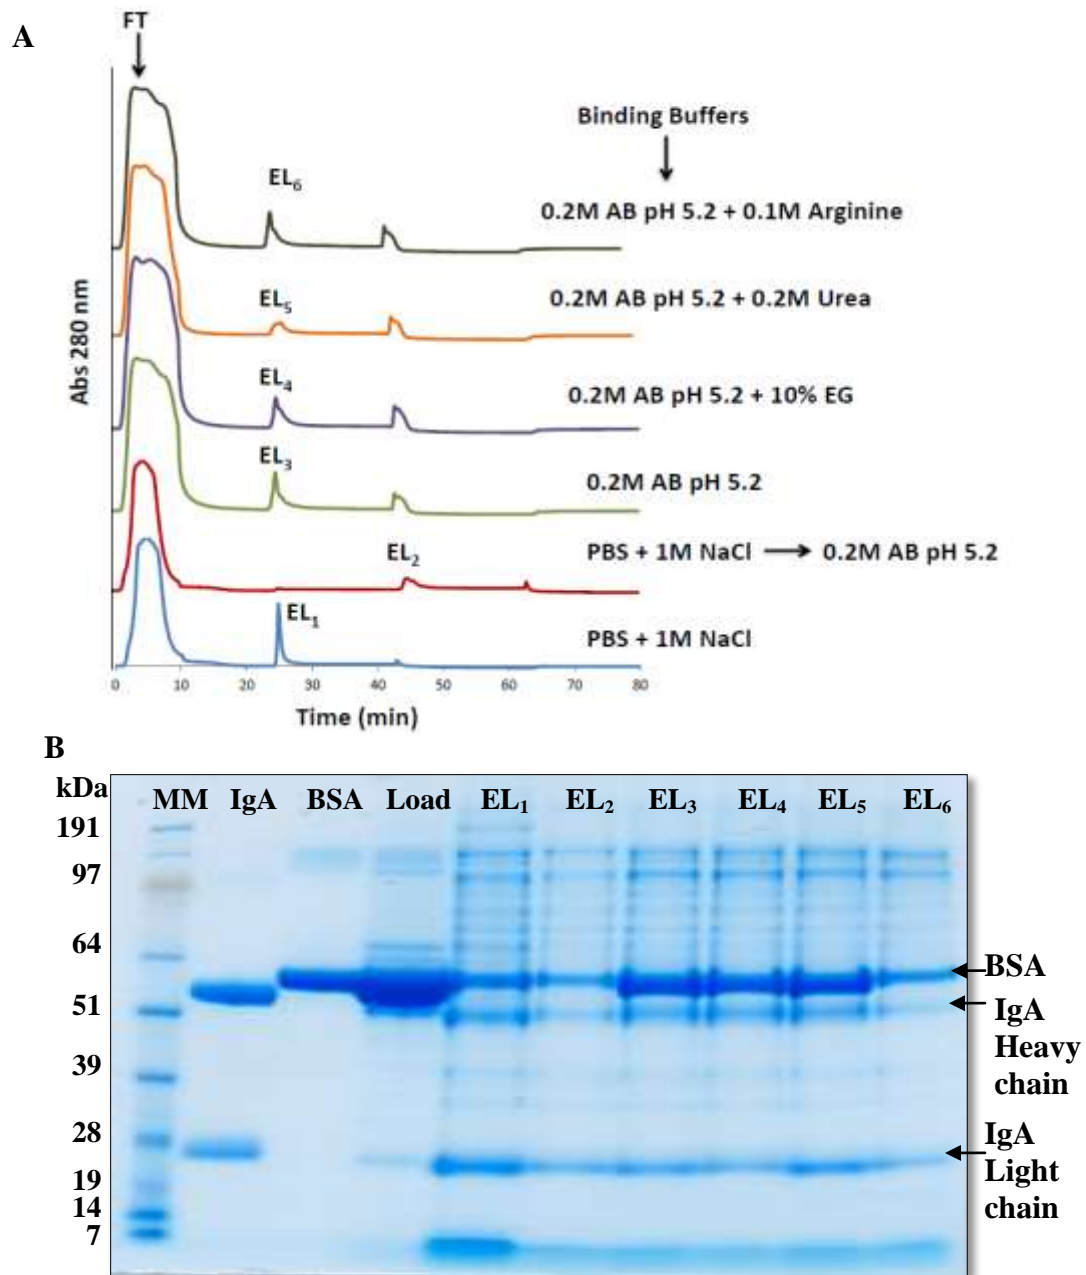 A
FT
Binding Buffers
EL₆
0.2M AB pH 5.2 + 0.1M Arginine
EL₅
0.2M AB pH 5.2 + 0.2M Urea
EL₄
0.2M AB pH 5.2 + 10% EG
EL₃
0.2M AB pH 5.2
EL₂
PBS + 1M NaCl → 0.2M AB pH 5.2
EL₁
PBS + 1M NaCl
Abs 280 nm
0 10 20 30 40 50 60 70 80
Time (min)
B
kDa
MM IgA BSA Load EL₁ EL₂ EL₃ EL₄ EL₅ EL₆
191
97
64
51
39
28
19
14
7
BSA
IgA
Heavy
chain
IgA
Light
chain